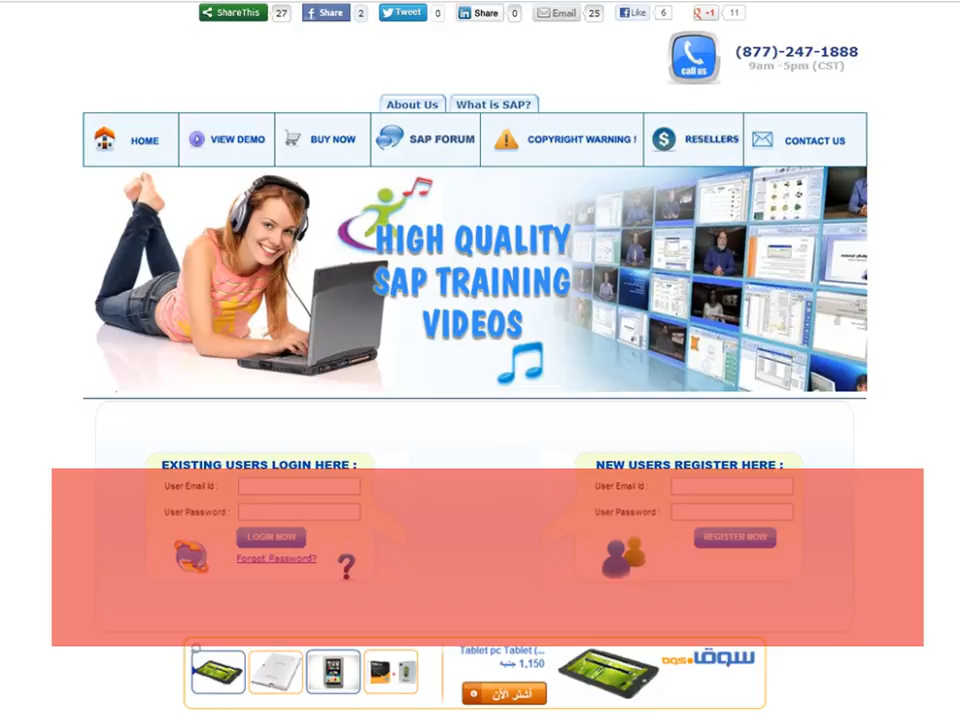 ShareThis 27 Share 2 Tweet 0 Share 0 Email 25 Like 6 +1 11
call us
(877)-247-1888
9am -5pm (CST)
About Us What is SAP?
HOME VIEW DEMO BUY NOW SAP FORUM COPYRIGHT WARNING ! RESELLERS CONTACT US
HIGH QUALITY
SAP TRAINING
VIDEOS
EXISTING USERS LOGIN HERE : NEW USERS REGISTER HERE :
User Email Id : User Email Id :
User Password : User Password :
LOGIN NOW REGISTER NOW
Forgot Password?
Tablet pc Tablet (...
1,150 جنيه
أشتر الآن
سوق.com